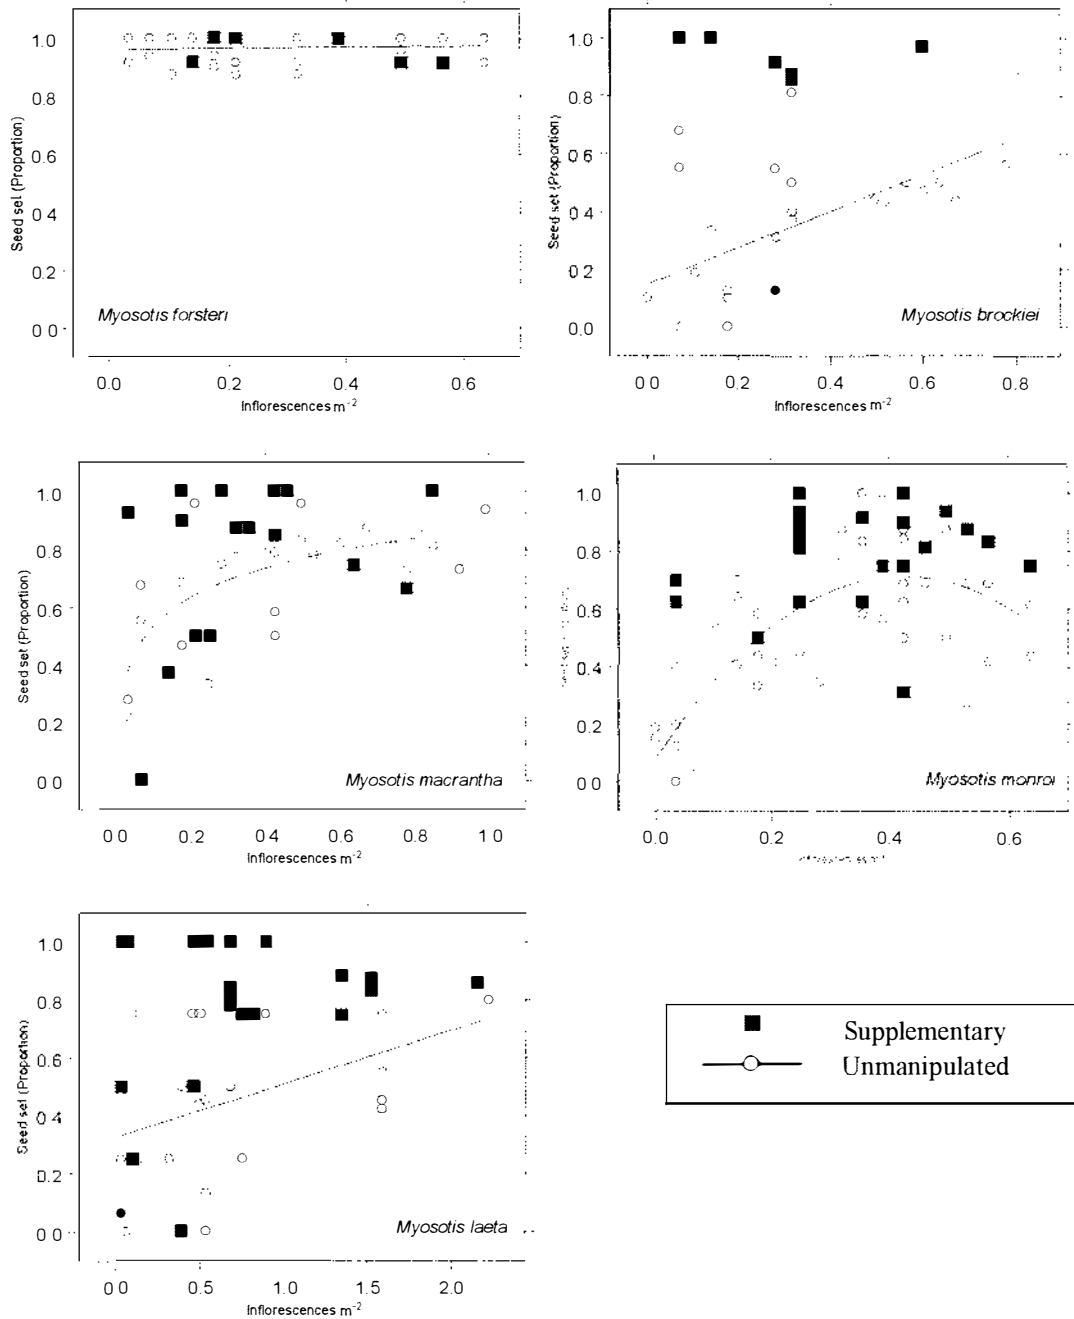 1.0
0.8
0.6
0.4
0.2
0 0
Seed set (Proportion)
Myosotis forsteri
0.0 0.2 0.4 0.6
Inflorescences m⁻²
1.0
0.8
0.6
0.4
0.2
0.0
Seed set (Proportion)
Myosotis brockiei
0 0 0.2 0.4 0.6 0.8
Inflorescences m⁻²
1.0
0.8
0.6
0.4
0.2
0.0
Seed set (Proportion)
Myosotis macrantha
0 0 0.2 0 4 0 6 0.8 1 0
Inflorescences m⁻²
1.0
0.8
0.6
0.4
0.2
0.0
Myosotis monroi
0.0 0.2 0.4 0.6
1.0
0.8
0.6
0.4
0.2
0 0
Seed set (Proportion)
Myosotis laeta
0 0 0.5 1.0 1.5 2.0
Inflorescences m⁻²
Supplementary
Unmanipulated